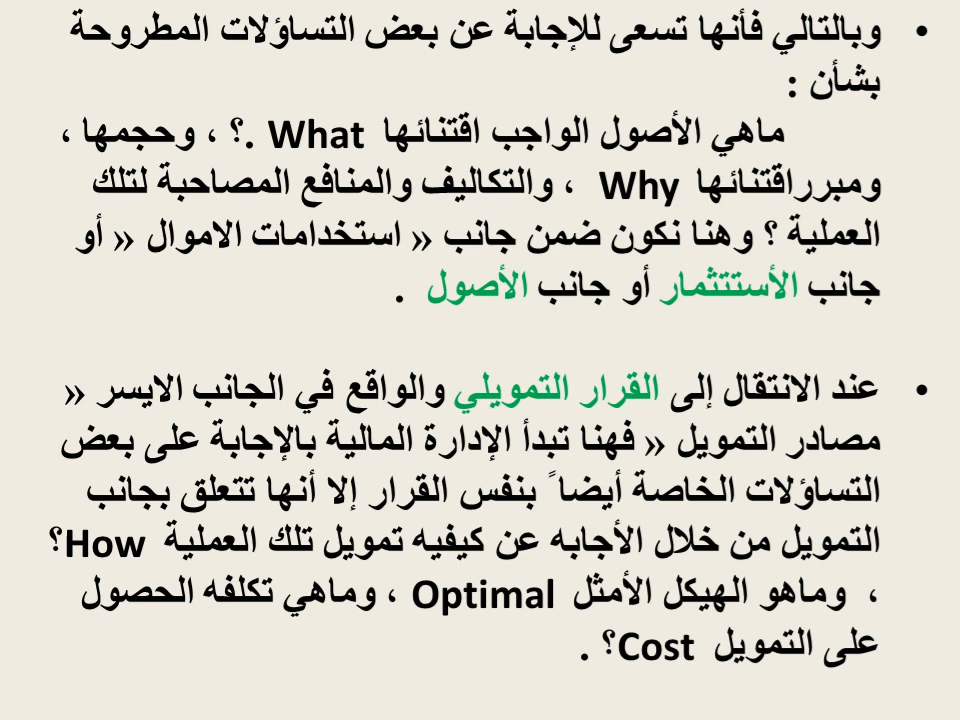 • وبالتالي فأنها تسعى للإجابة عن بعض التساؤلات المطروحة
بشأن :
ماهي الأصول الواجب اقتنائها What .؟ ، وحجمها ،
ومبرراقتنائها Why ، والتكاليف والمنافع المصاحبة لتلك
العملية ؟ وهنا نكون ضمن جانب « استخدامات الاموال « أو
جانب الأستتثمار أو جانب الأصول .
• عند الانتقال إلى القرار التمويلي والواقع في الجانب الايسر «
مصادر التمويل « فهنا تبدأ الإدارة المالية بالإجابة على بعض
التساؤلات الخاصة أيضا ً بنفس القرار إلا أنها تتعلق بجانب
التمويل من خلال الأجابه عن كيفيه تمويل تلك العملية How؟
، وماهو الهيكل الأمثل Optimal ، وماهي تكلفه الحصول
على التمويل Cost؟ .